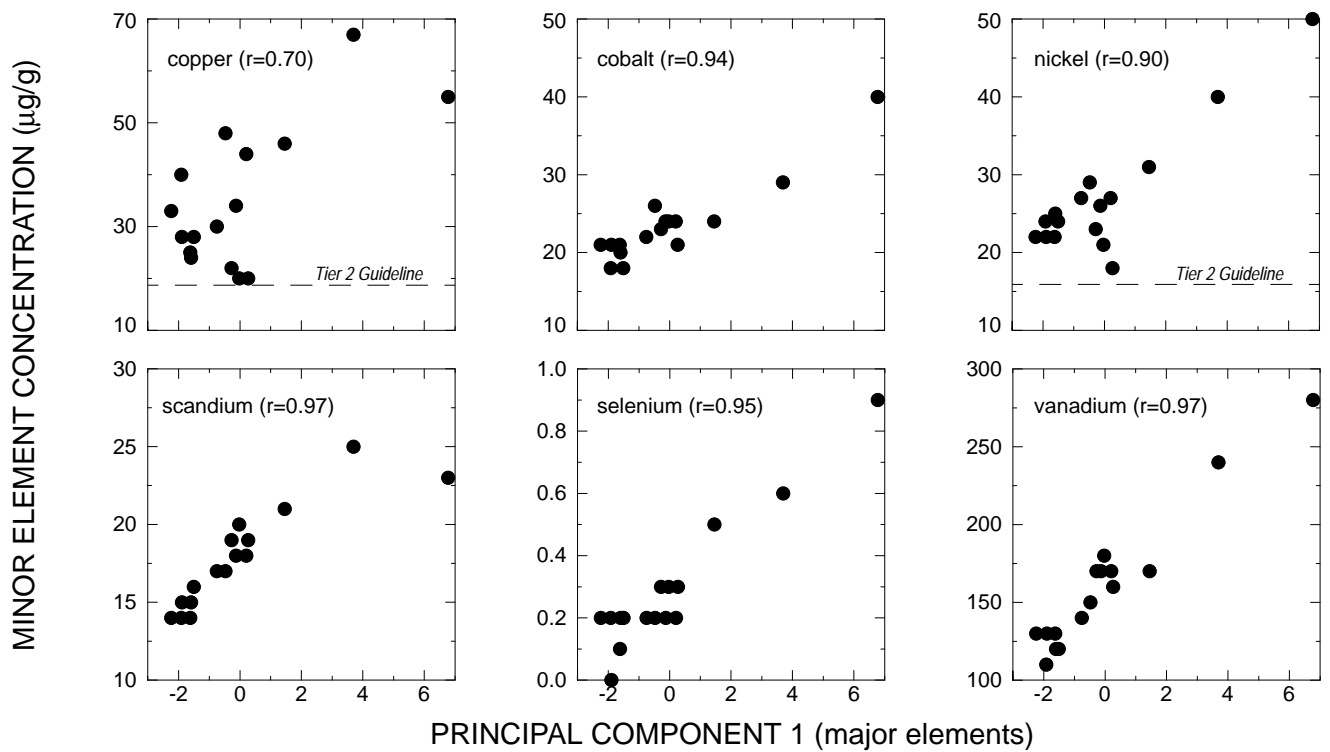 MINOR ELEMENT CONCENTRATION (µg/g)
70
50
30
10
copper (r=0.70)
Tier 2 Guideline
50
40
30
20
10
cobalt (r=0.94)
50
40
30
20
10
nickel (r=0.90)
Tier 2 Guideline
30
25
20
15
10
scandium (r=0.97)
-2 0 2 4 6
1.0
0.8
0.6
0.4
0.2
0.0
selenium (r=0.95)
-2 0 2 4 6
300
250
200
150
100
vanadium (r=0.97)
-2 0 2 4 6
PRINCIPAL COMPONENT 1 (major elements)